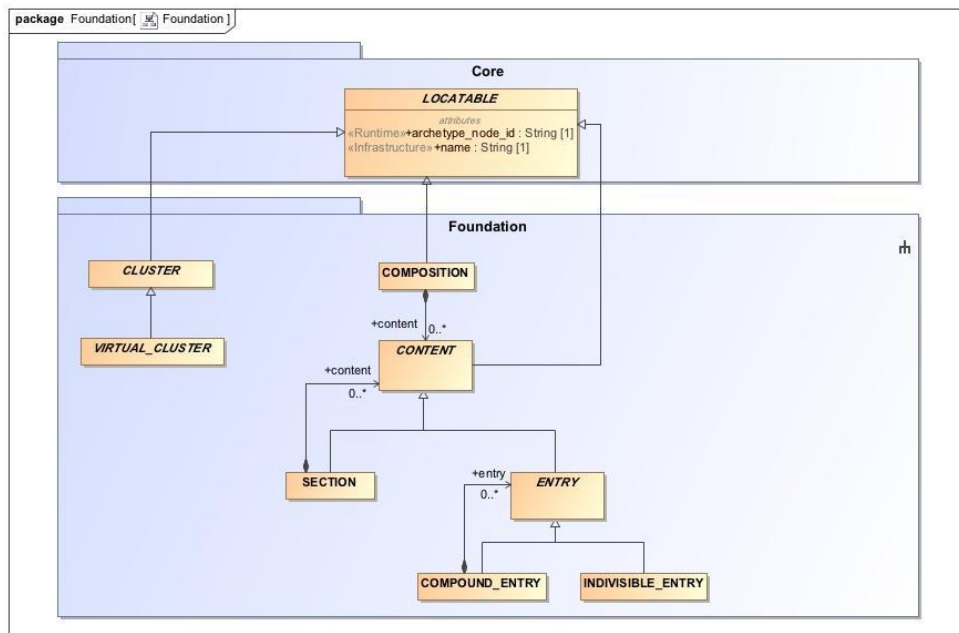 package Foundation[ Foundation ]
Core
LOCATABLE
attributes
«Runtime»+archetype_node_id : String [1]
«Infrastructure»+name : String [1]
Foundation
CLUSTER
COMPOSITION
+content
0..*
VIRTUAL_CLUSTER
CONTENT
+content
0..*
SECTION
+entry
0..*
ENTRY
COMPOUND_ENTRY
INDIVISIBLE_ENTRY